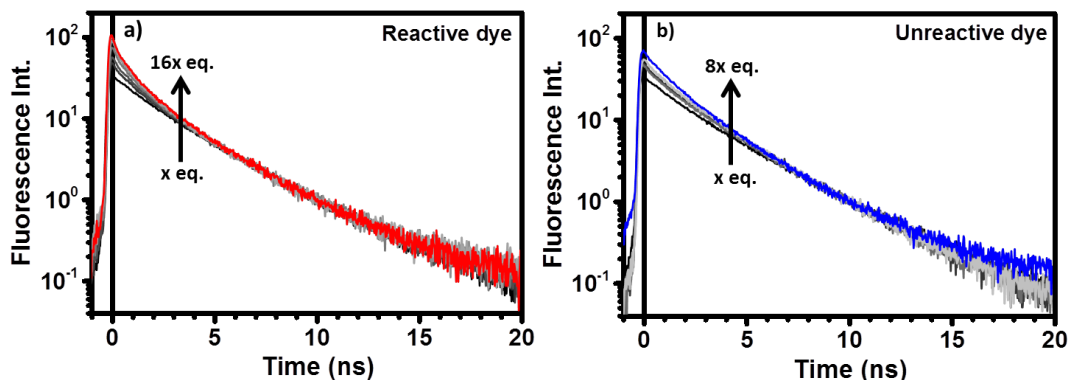 a)
Reactive dye
16x eq.
x eq.
Fluorescence Int.
10²
10¹
10⁰
10⁻¹
0 5 10 15 20
Time (ns)
b)
Unreactive dye
8x eq.
x eq.
Fluorescence Int.
10²
10¹
10⁰
10⁻¹
0 5 10 15 20
Time (ns)